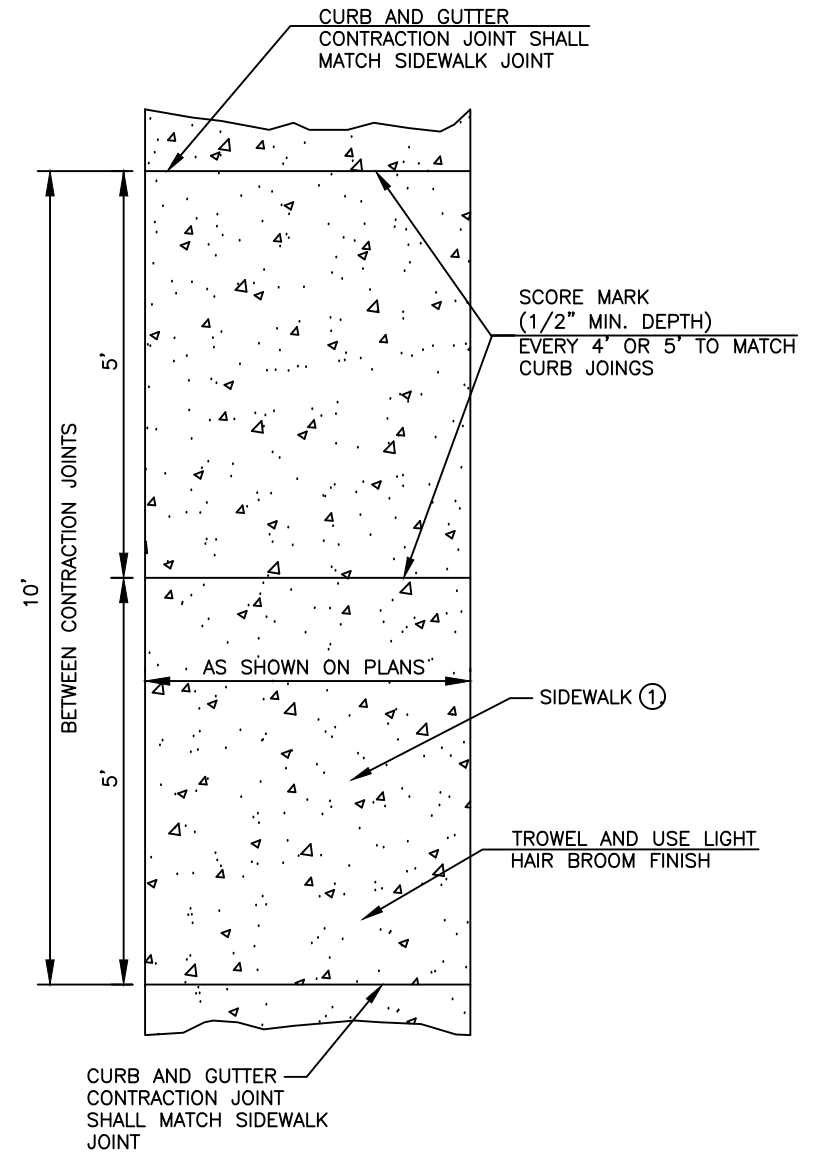 CURB AND GUTTER
CONTRACTION JOINT SHALL
MATCH SIDEWALK JOINT
SCORE MARK
(1/2" MIN. DEPTH)
EVERY 4' OR 5' TO MATCH
CURB JOINGS
5'
10'
BETWEEN CONTRACTION JOINTS
AS SHOWN ON PLANS
SIDEWALK 1.
5'
TROWEL AND USE LIGHT
HAIR BROOM FINISH
CURB AND GUTTER
CONTRACTION JOINT
SHALL MATCH SIDEWALK
JOINT